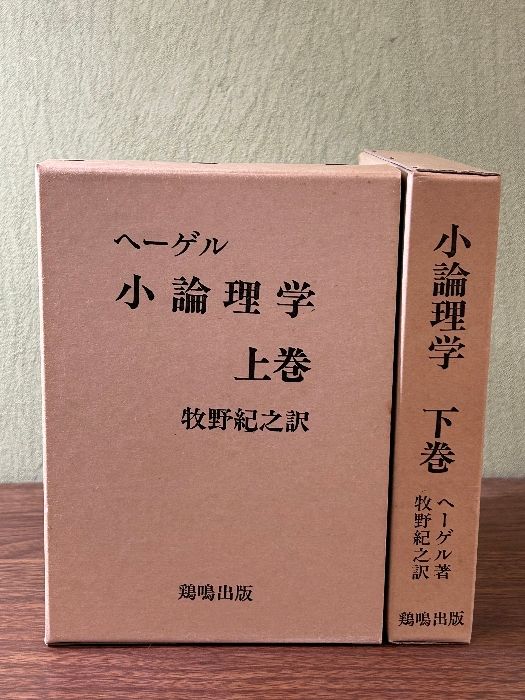 ヘーゲル
小論理学
上巻
牧野紀之訳
鶏鳴出版
小論理学 下巻
ヘーゲル著
牧野紀之訳
鶏鳴出版